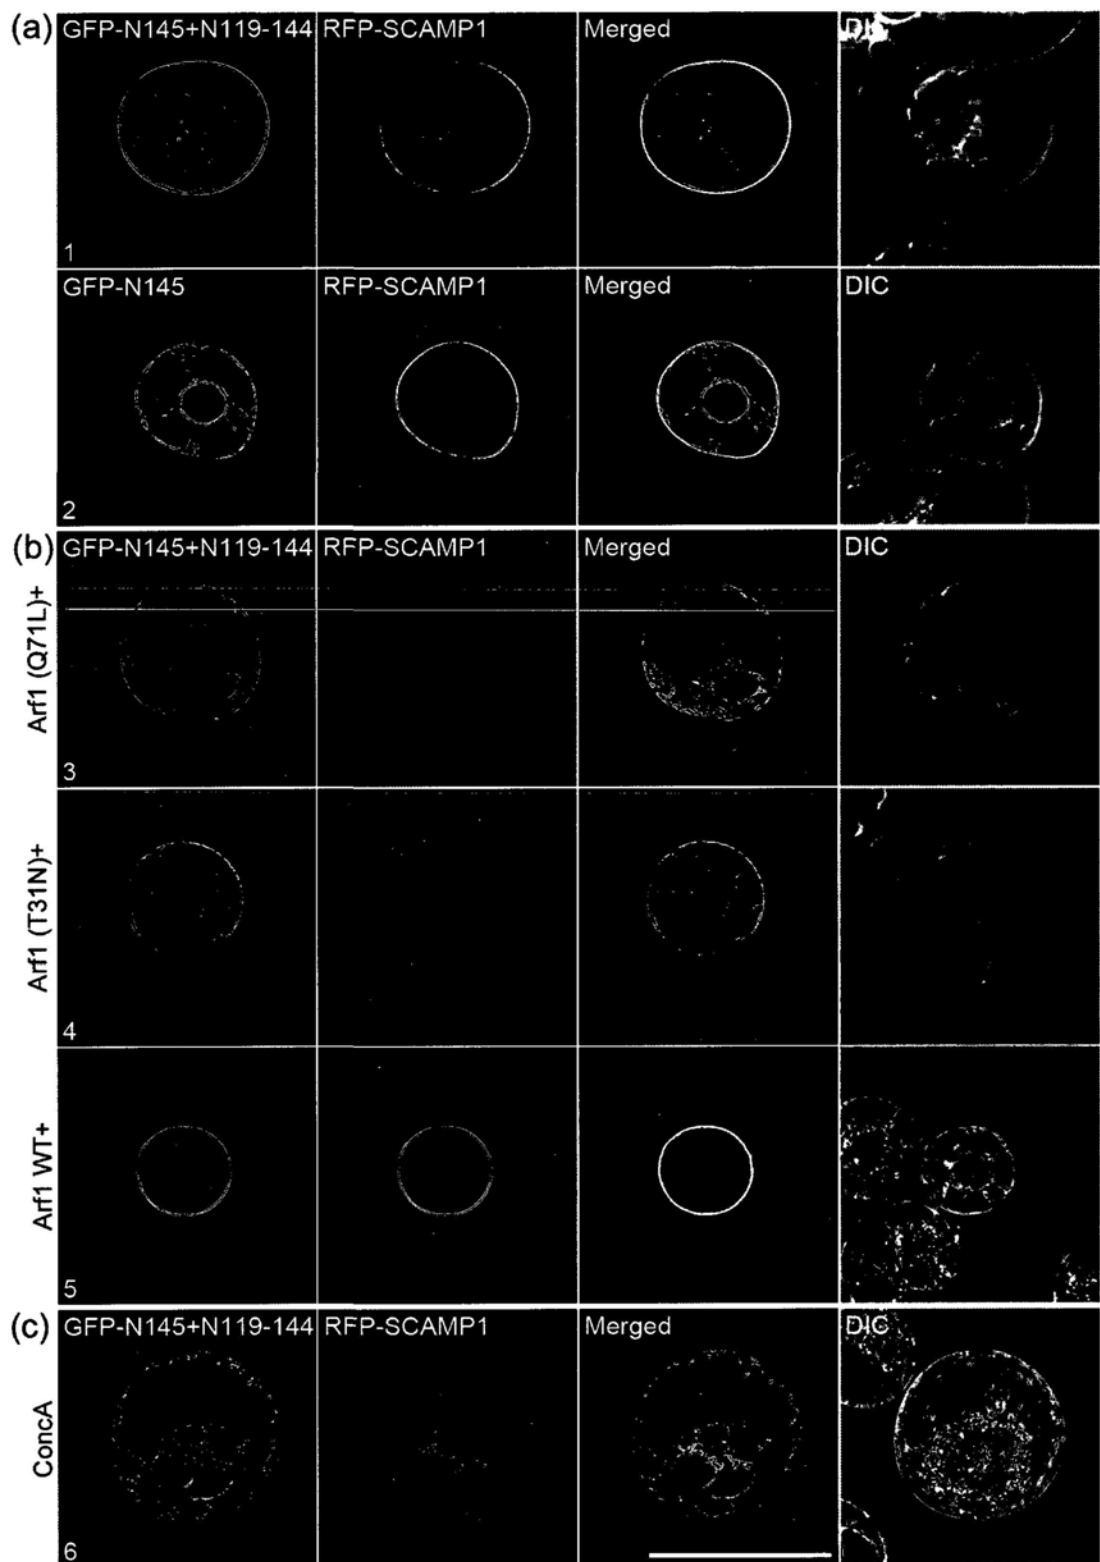 (a)
GFP-N145+N119-144 RFP-SCAMP1 Merged DIC
1
GFP-N145 RFP-SCAMP1 Merged DIC
2
(b)
GFP-N145+N119-144 RFP-SCAMP1 Merged DIC
Arf1 (Q71L)+
3
Arf1 (T31N)+
4
Arf1 WT+
5
(c)
GFP-N145+N119-144 RFP-SCAMP1 Merged DIC
ConcA
6